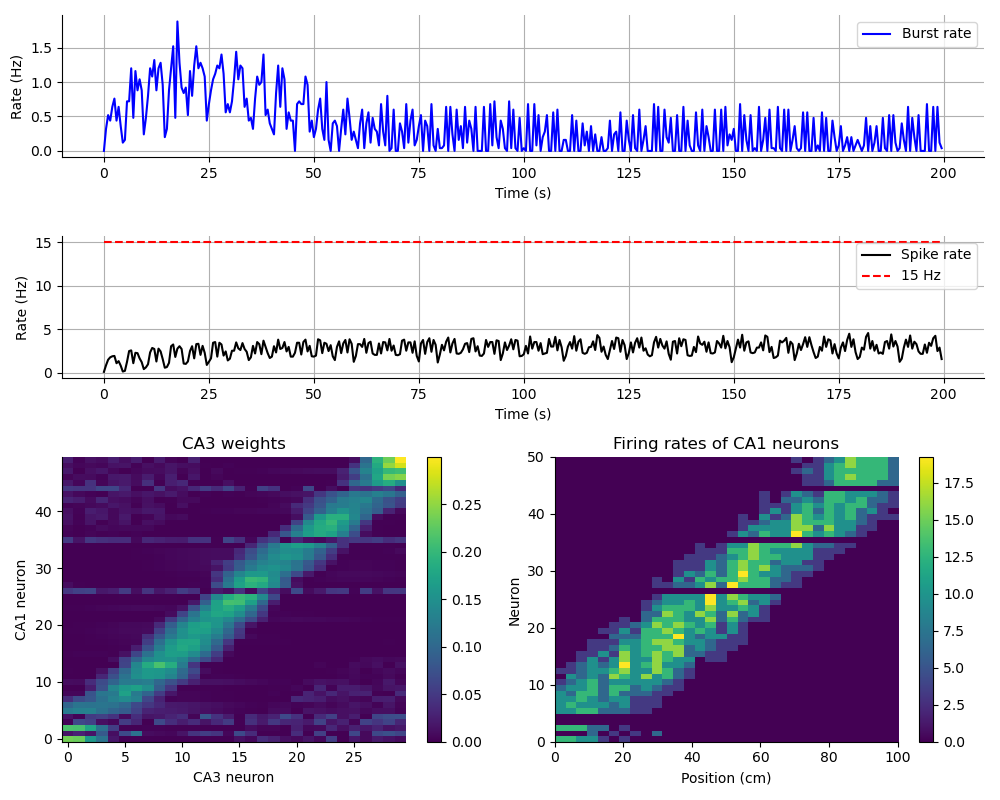 Rate (Hz)
1.5
1.0
0.5
0.0
Burst rate
0 25 50 75 100 125 150 175 200
Time (s)
Rate (Hz)
15
10
5
0
Spike rate
15 Hz
0 25 50 75 100 125 150 175 200
Time (s)
CA3 weights
CA1 neuron
40
30
20
10
0
0 5 10 15 20 25
CA3 neuron
0.25
0.20
0.15
0.10
0.05
0.00
Firing rates of CA1 neurons
Neuron
50
40
30
20
10
0
0 20 40 60 80 100
Position (cm)
17.5
15.0
12.5
10.0
7.5
5.0
2.5
0.0